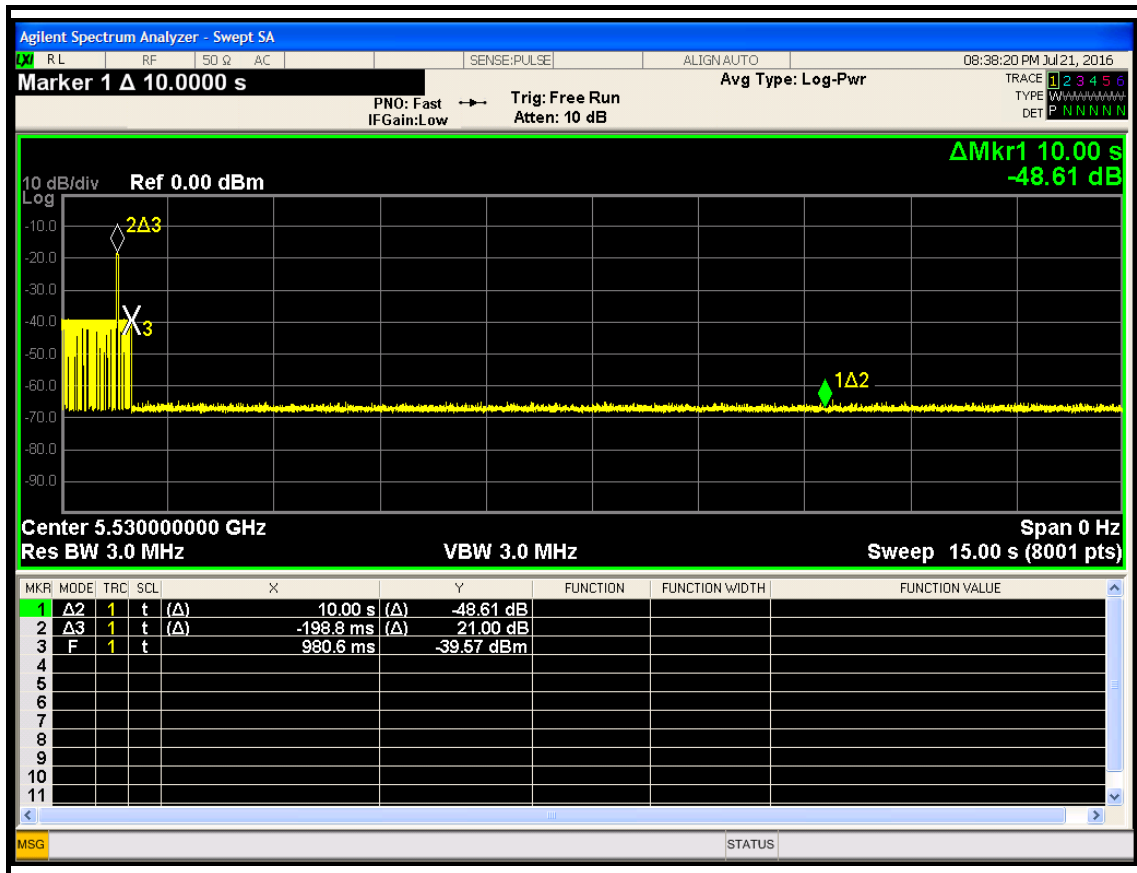 Agilent Spectrum Analyzer - Swept SA
LXI RL RF 50 Ω AC SENSE:PULSE ALIGN AUTO 08:38:20 PM Jul 21, 2016
Marker 1 Δ 10.0000 s
PNO: Fast
IFGain:Low
Trig: Free Run
Atten: 10 dB
Avg Type: Log-Pwr
TRACE 1 2 3 4 5 6
TYPE WWWWWW
DET P N N N N N
ΔMkr1 10.00 s
-48.61 dB
10 dB/div Ref 0.00 dBm
Log
-10.0
-20.0
-30.0
-40.0
-50.0
-60.0
-70.0
-80.0
-90.0
2Δ3
3
1Δ2
Center 5.530000000 GHz Span 0 Hz
Res BW 3.0 MHz VBW 3.0 MHz Sweep 15.00 s (8001 pts)
MKR MODE TRC SCL X Y FUNCTION FUNCTION WIDTH FUNCTION VALUE
1 Δ2 1 t (Δ) 10.00 s (Δ) -48.61 dB
2 Δ3 1 t (Δ) -198.8 ms (Δ) 21.00 dB
3 F 1 t 980.6 ms -39.57 dBm
4
5
6
7
8
9
10
11
MSG STATUS